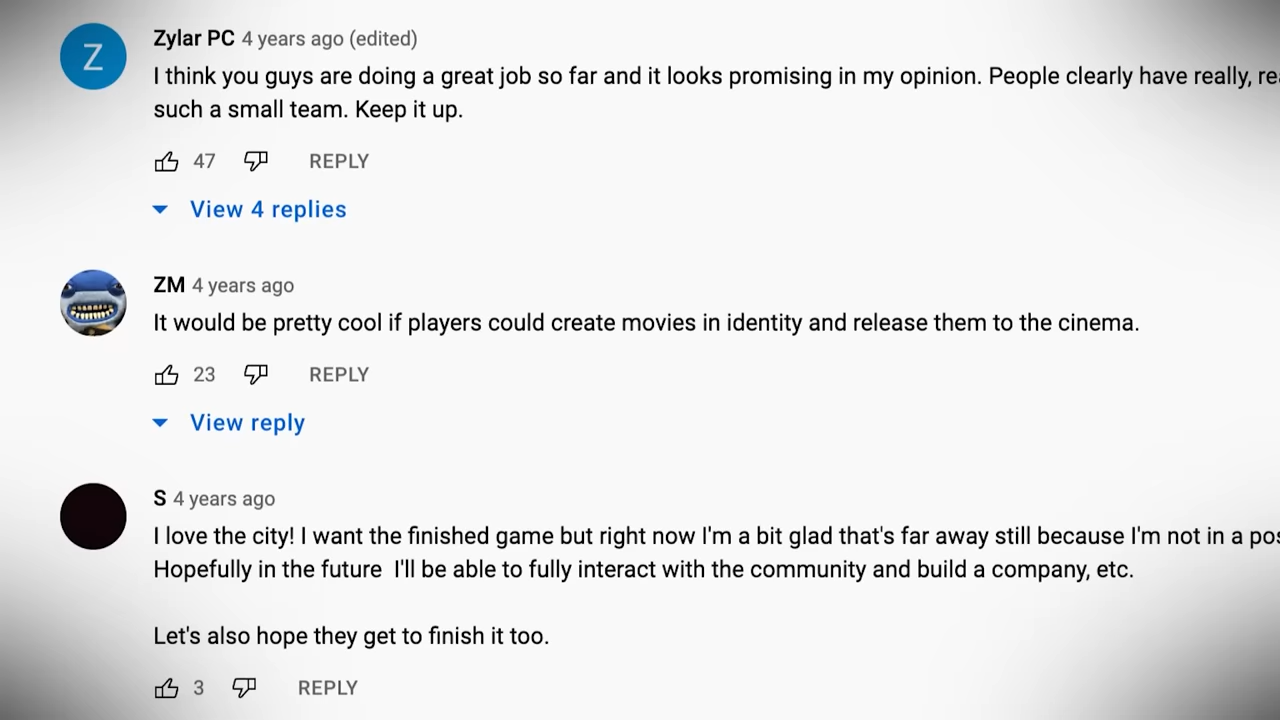 Z
Zylar PC 4 years ago (edited)
I think you guys are doing a great job so far and it looks promising in my opinion. People clearly have really,
such a small team. Keep it up.
47 REPLY
View 4 replies
ZM 4 years ago
It would be pretty cool if players could create movies in identity and release them to the cinema.
23 REPLY
View reply
S 4 years ago
I love the city! I want the finished game but right now I'm a bit glad that's far away still because I'm not in a
Hopefully in the future I'll be able to fully interact with the community and build a company, etc.
Let's also hope they get to finish it too.
3 REPLY